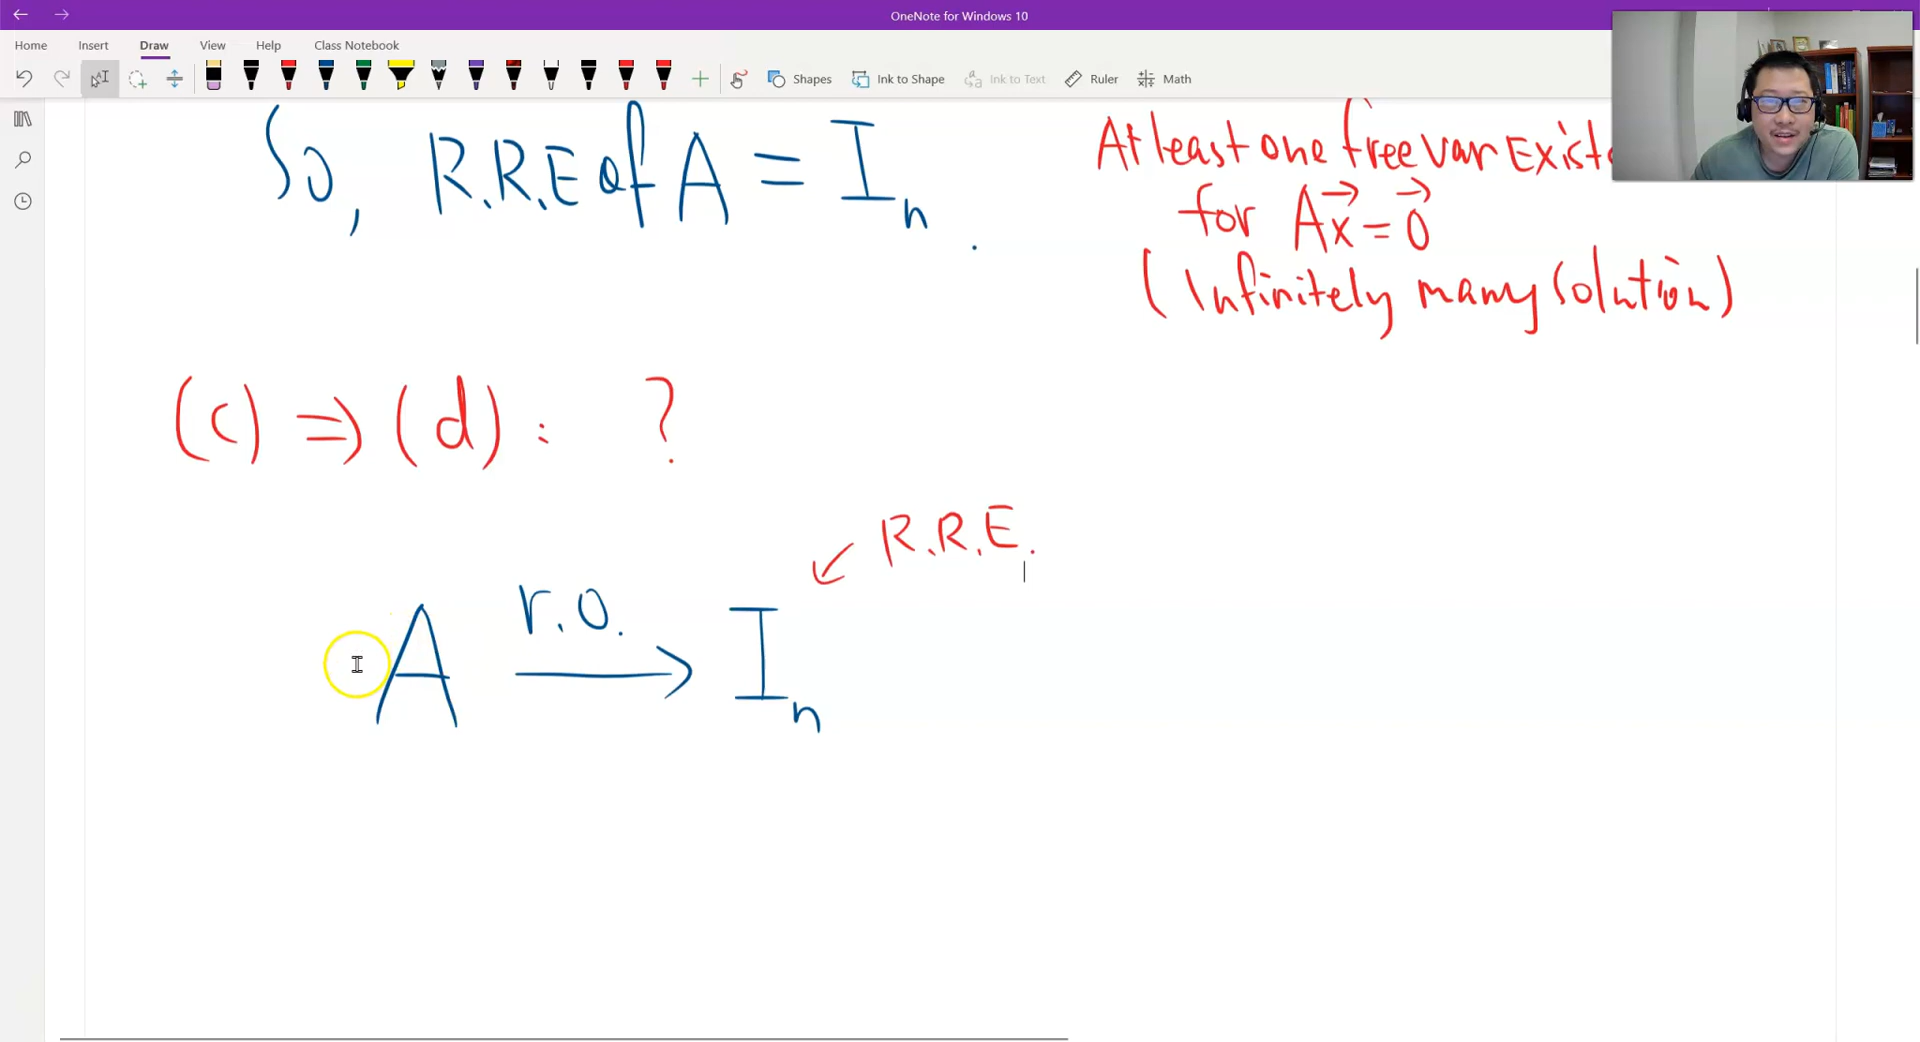 OneNote for Windows 10
Home Insert Draw View Help Class Notebook
Shapes Ink to Shape Ink to Text Ruler Math
So, R.R.E of A = Iₙ.
At least one free var Exist
for Ax⃗ = 0⃗
(Infinitely many solution)
(c) ⇒ (d) : ?
R.R.E.
A r.o. → Iₙ